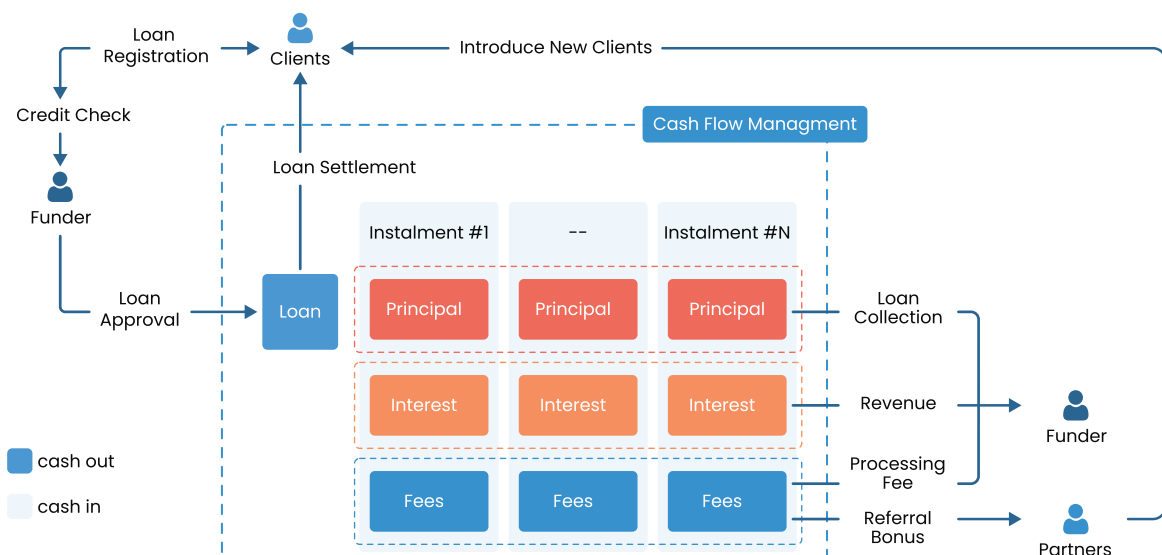 Loan
Registration
Clients
Introduce New Clients
Credit Check
Cash Flow Managment
Loan Settlement
Funder
Instalment #1
--
Instalment #N
Loan
Approval
Loan
Principal
Principal
Principal
Loan
Collection
Interest
Interest
Interest
Revenue
Funder
cash out
Processing
Fee
Fees
Fees
Fees
cash in
Referral
Bonus
Partners